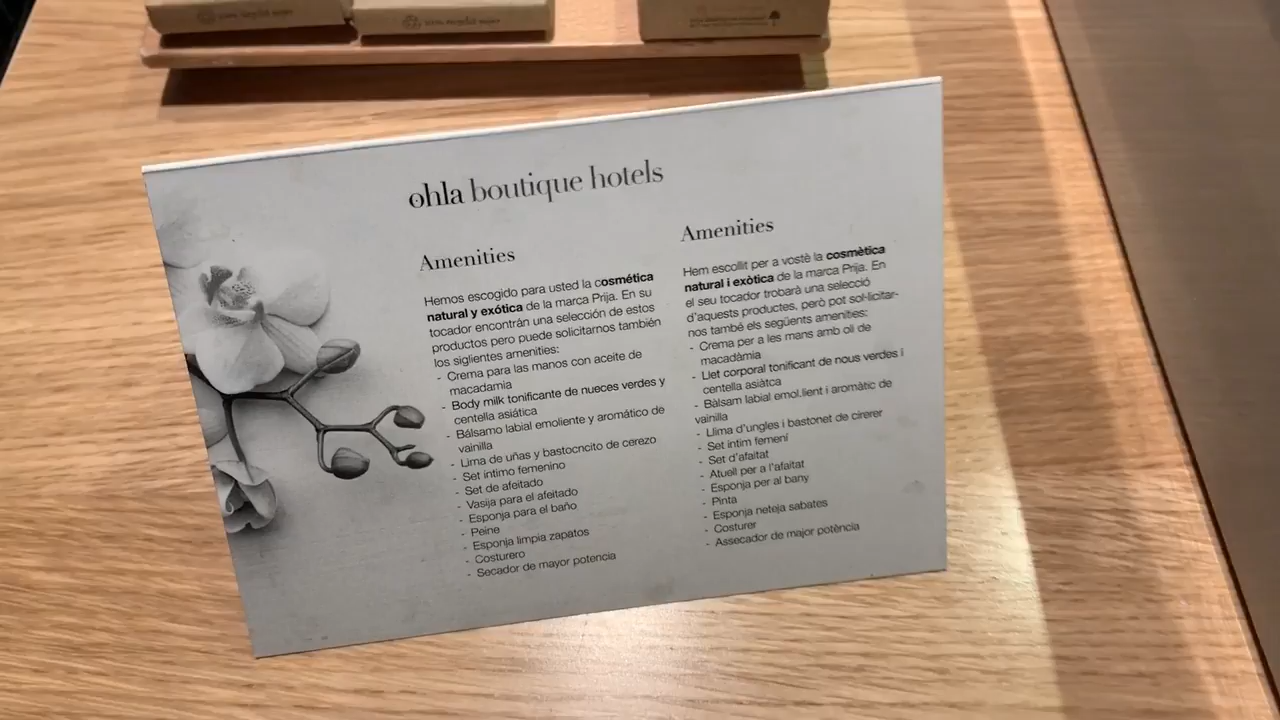 ohla boutique hotels
Amenities
Hemos escogido para usted la cosmética
natural y exótica de la marca Prija. En su
tocador encontràn una selección de estos
productos pero puede solicitarnos también
los siglientes amenities:
- Crema para las manos con aceite de
macadamia
- Body milk tonificante de nueces verdes y
centella asiática
- Bálsamo labial emoliente y aromático de
vainilla
- Lima de uñas y bastocncito de cerezo
- Set íntimo femenino
- Set de afeitado
- Vasija para el afeitado
- Esponja para el baño
- Peine
- Esponja limpia zapatos
- Costurero
- Secador de mayor potencia
Amenities
Hem escollit per a vostè la cosmètica
natural i exòtica de la marca Prija. En
el seu tocador trobarà una selecció
d'aquests productes, però pot sol·licitar-
nos també els següents amenities:
- Crema per a les mans amb oli de
macadàmia
- Llet corporal tonificant de nous verdes i
centella asiàtca
- Bàlsam labial emol.lient i aromàtic de
vainilla
- Llima d'ungles i bastonet de cirerer
- Set íntim femení
- Set d'afaitat
- Atuell per a l'afaitat
- Esponja per al bany
- Pinta
- Esponja neteja sabates
- Costurer
- Assecador de major potència